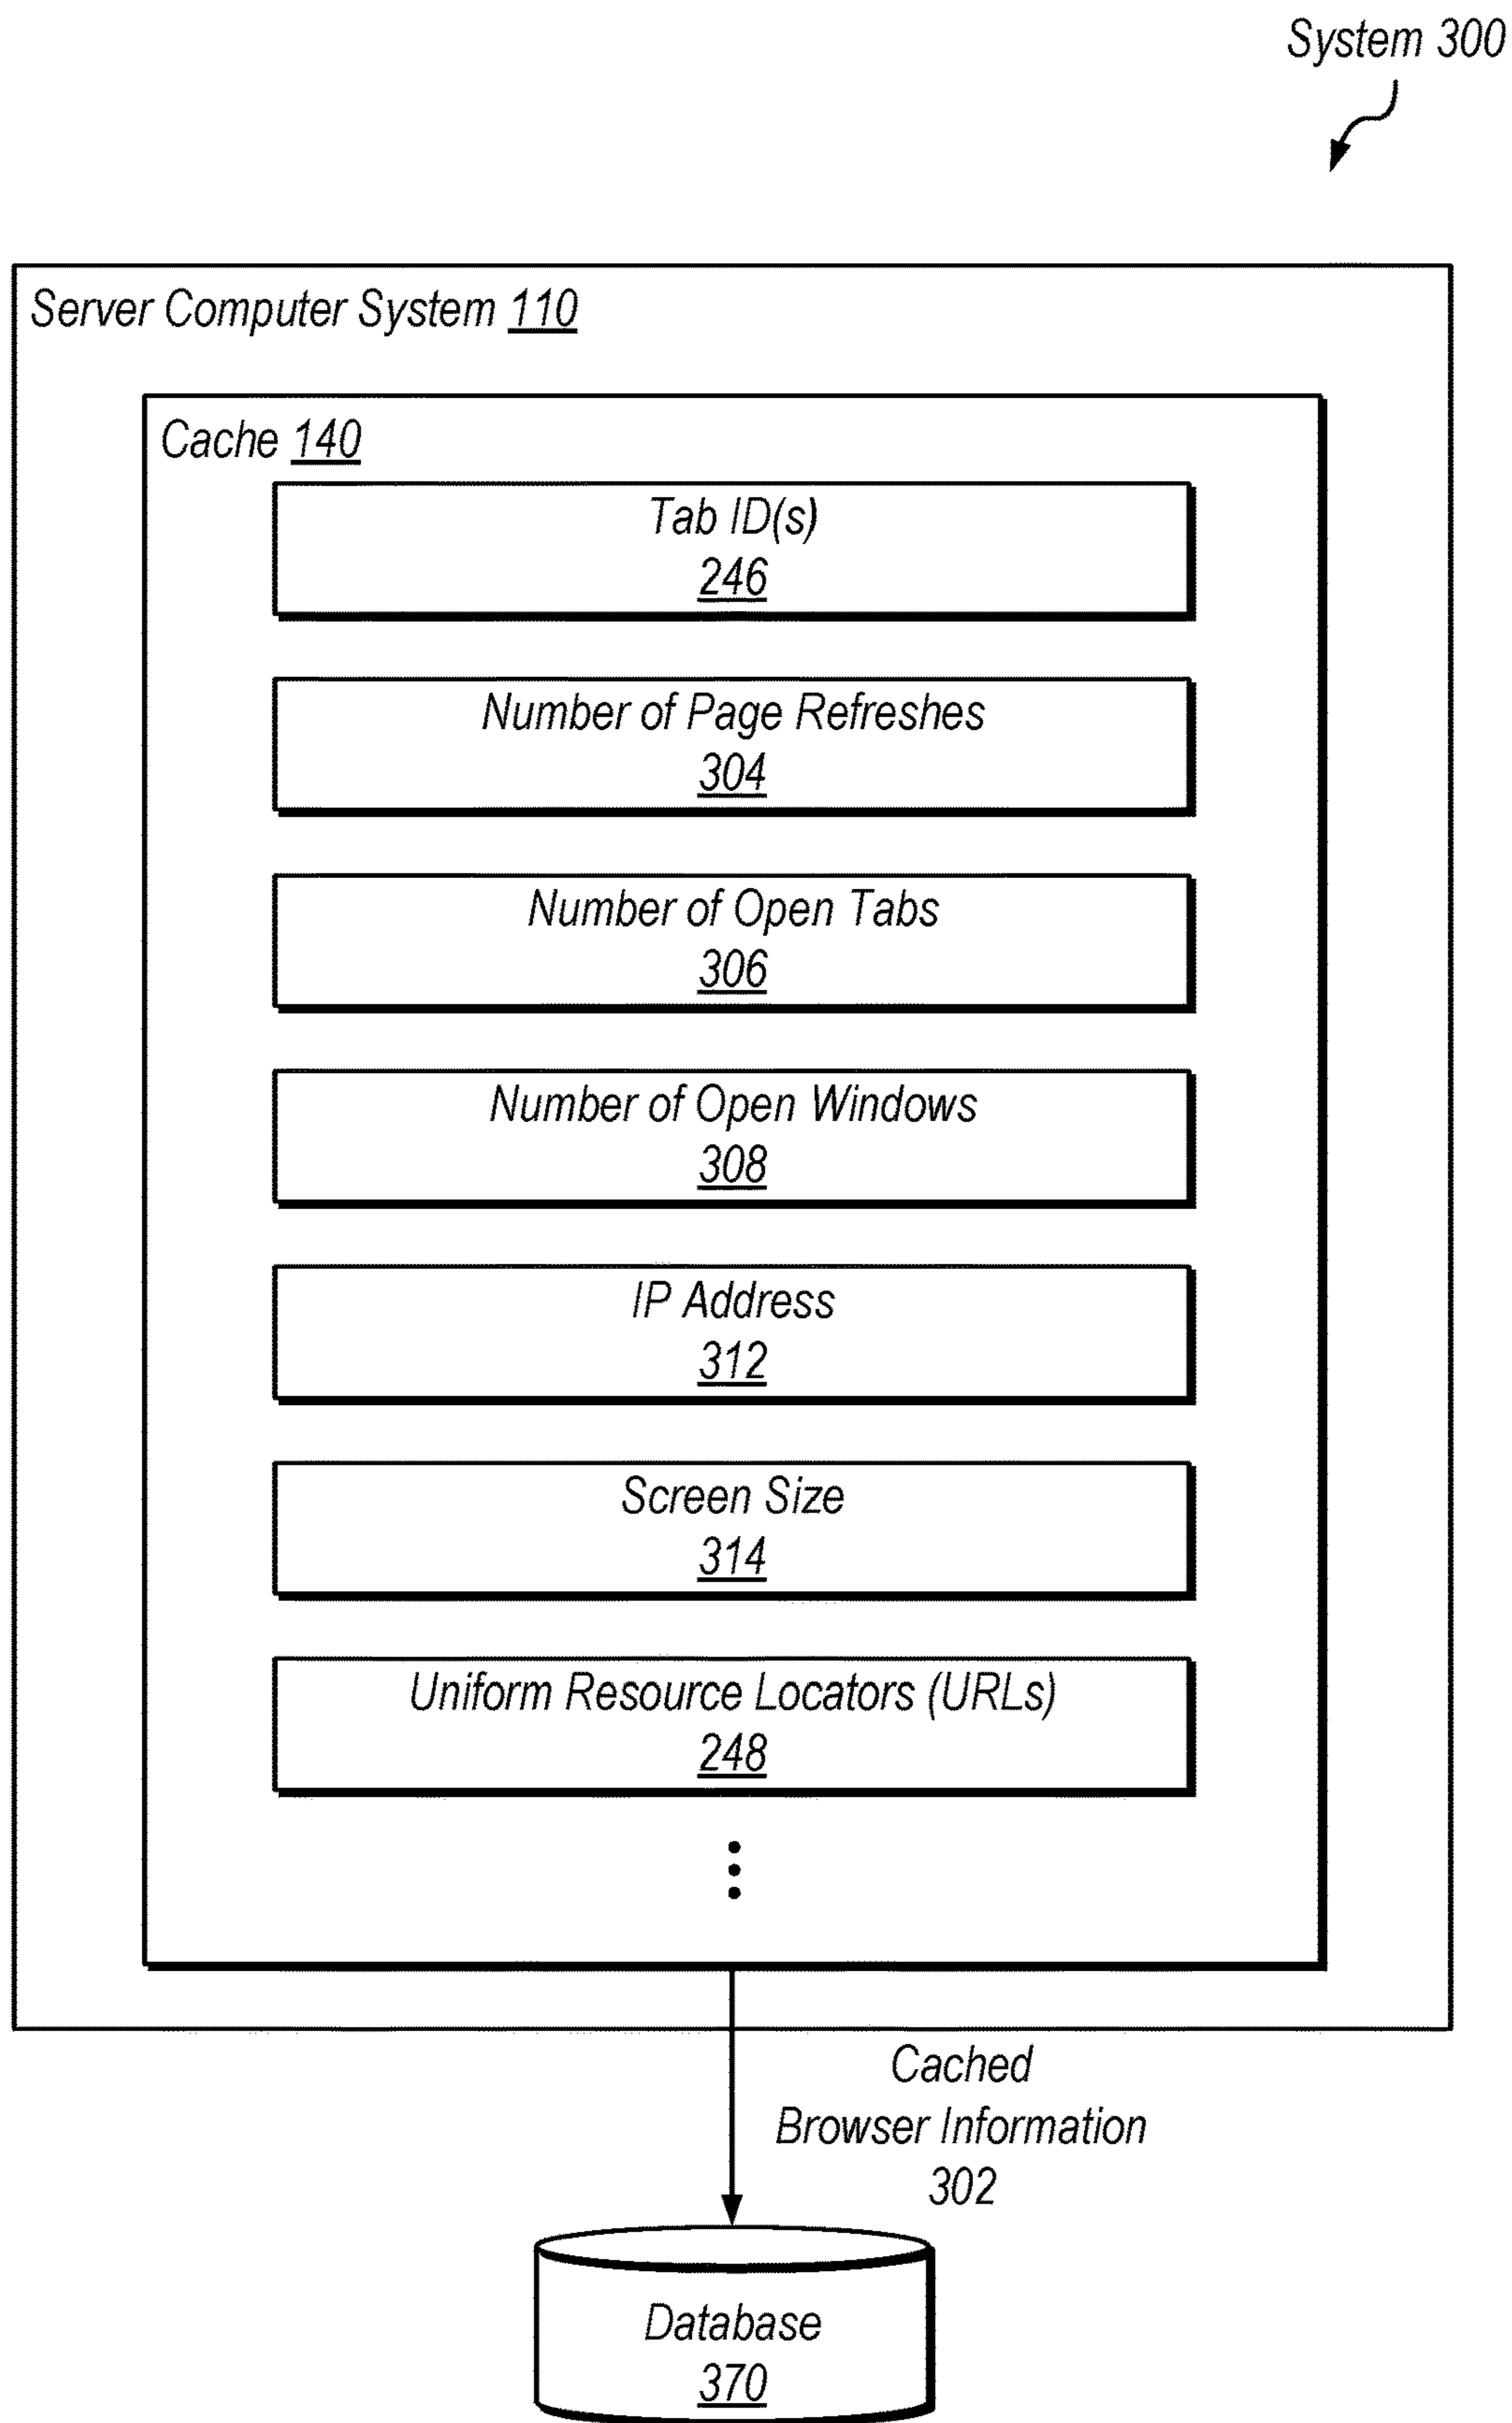 System 300
Server Computer System 110
Cache 140
Tab ID(s)
246
Number of Page Refreshes
304
Number of Open Tabs
306
Number of Open Windows
308
IP Address
312
Screen Size
314
Uniform Resource Locators (URLs)
248
Cached
Browser Information
302
Database
370